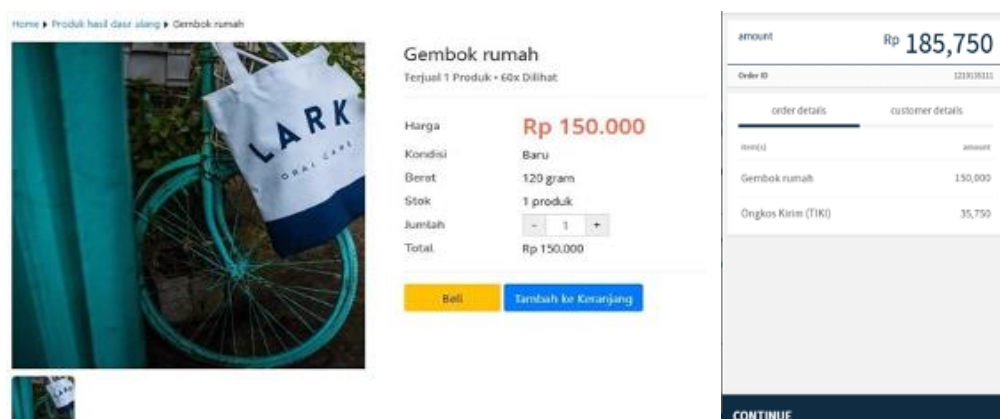 Home ▸ Produk hasil daur ulang ▸ Gembok rumah
LARK
ORAL CARE
Gembok rumah
Terjual 1 Produk • 60x Dilihat
Harga Rp 150.000
Kondisi Baru
Berat 120 gram
Stok 1 produk
Jumlah - 1 +
Total Rp 150.000
Beli Tambah ke Keranjang
amount Rp 185,750
Order ID
order details customer details
item(s) amount
Gembok rumah 150,000
Ongkos Kirim (TIKI) 35,750
CONTINUE